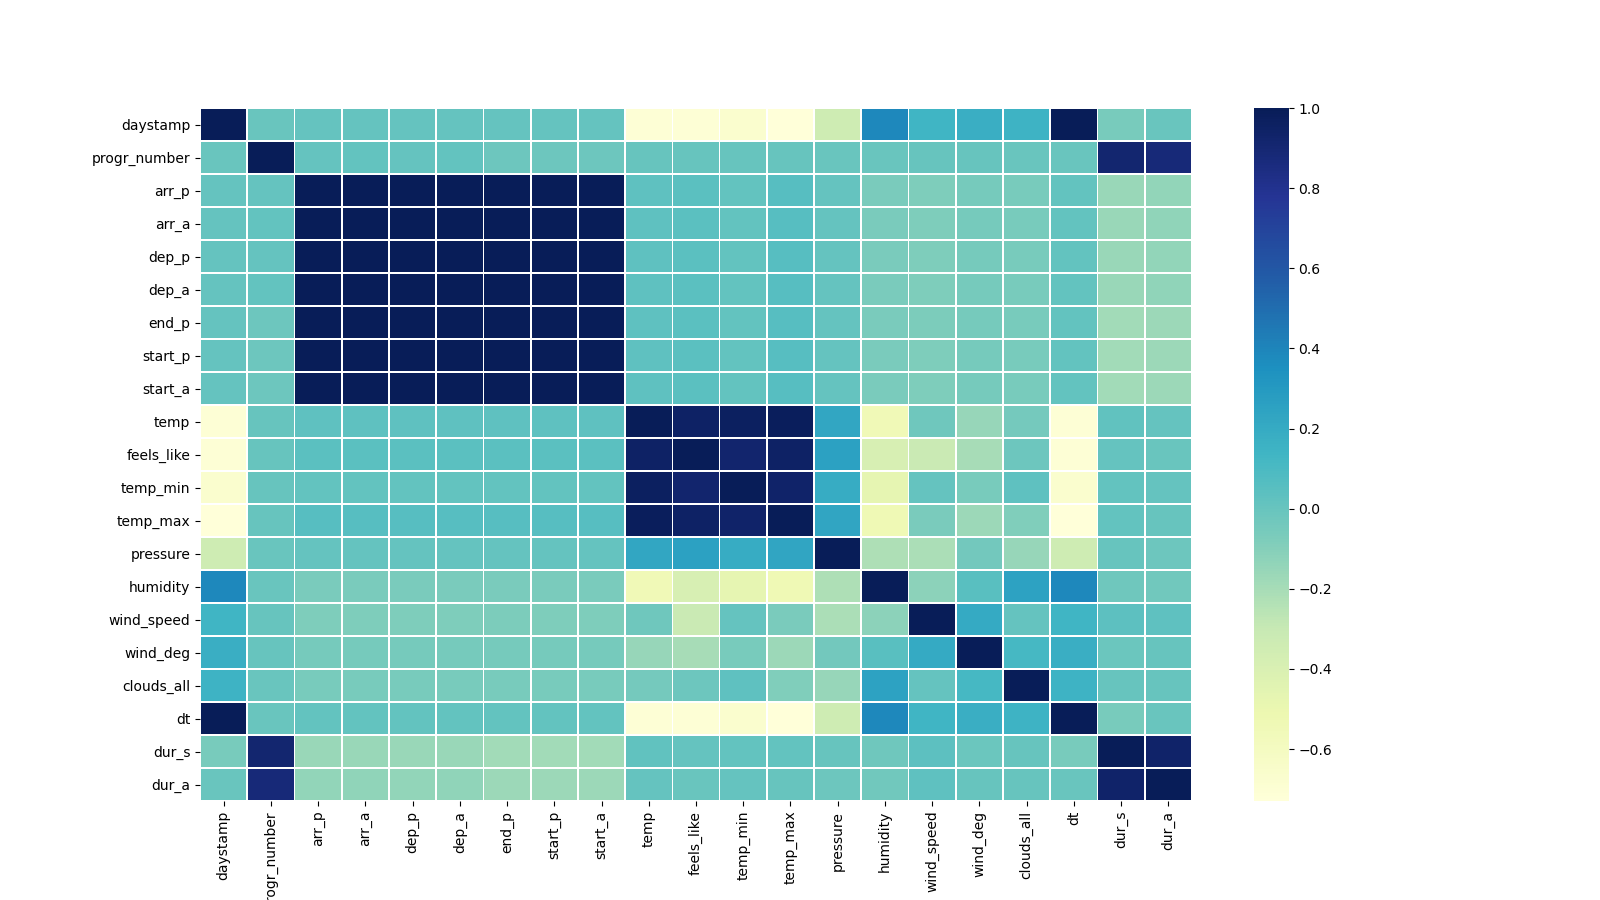 daystamp
progr_number
arr_p
arr_a
dep_p
dep_a
end_p
start_p
start_a
temp
feels_like
temp_min
temp_max
pressure
humidity
wind_speed
wind_deg
clouds_all
dt
dur_s
dur_a
daystamp
rogr_number
arr_p
arr_a
dep_p
dep_a
end_p
start_p
start_a
temp
feels_like
temp_min
temp_max
pressure
humidity
wind_speed
wind_deg
clouds_all
dt
dur_s
dur_a
1.0
0.8
0.6
0.4
0.2
0.0
−0.2
−0.4
−0.6